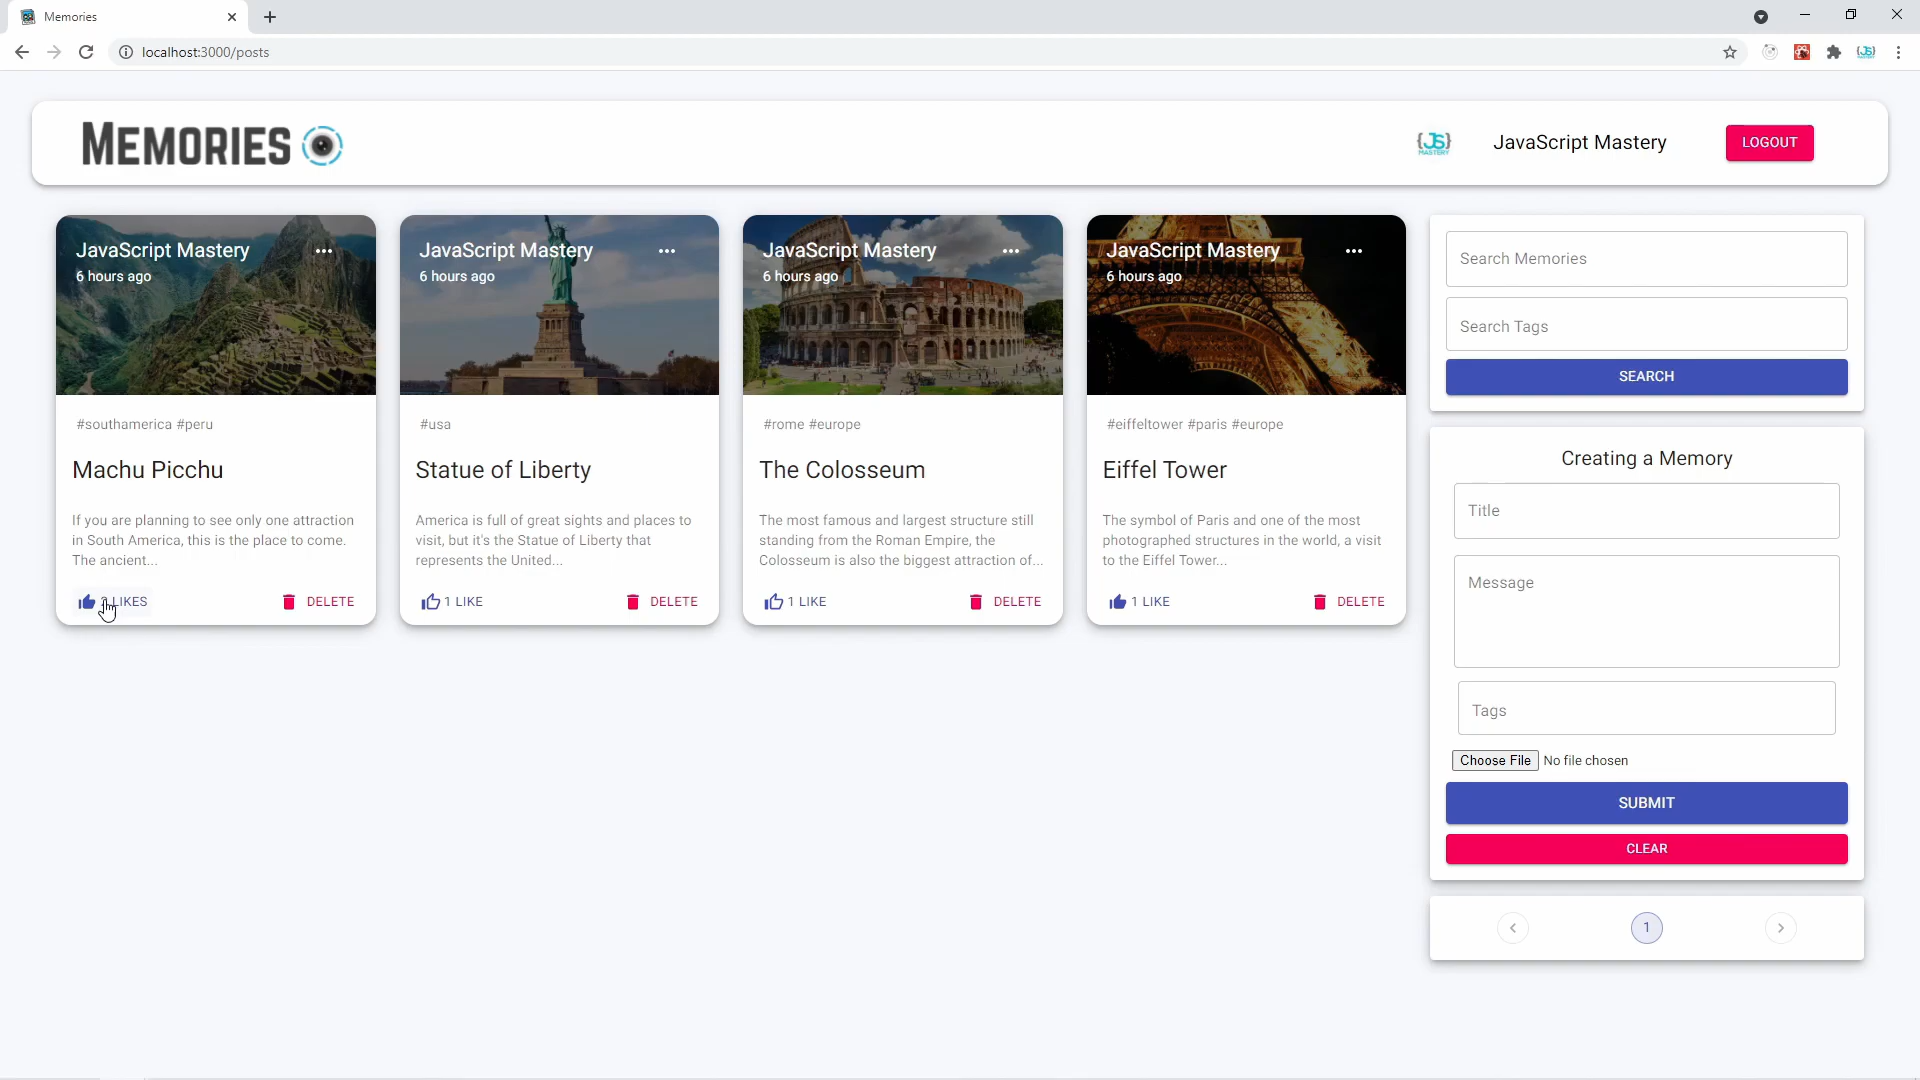 Memories
localhost:3000/posts
MEMORIES
{JS}
MASTERY
JavaScript Mastery
LOGOUT
JavaScript Mastery
6 hours ago
#southamerica #peru
Machu Picchu
If you are planning to see only one attraction
in South America, this is the place to come.
The ancient...
LIKES
DELETE
JavaScript Mastery
6 hours ago
#usa
Statue of Liberty
America is full of great sights and places to
visit, but it's the Statue of Liberty that
represents the United...
1 LIKE
DELETE
JavaScript Mastery
6 hours ago
#rome #europe
The Colosseum
The most famous and largest structure still
standing from the Roman Empire, the
Colosseum is also the biggest attraction of...
1 LIKE
DELETE
JavaScript Mastery
6 hours ago
#eiffeltower #paris #europe
Eiffel Tower
The symbol of Paris and one of the most
photographed structures in the world, a visit
to the Eiffel Tower...
1 LIKE
DELETE
Search Memories
Search Tags
SEARCH
Creating a Memory
Title
Message
Tags
Choose File No file chosen
SUBMIT
CLEAR
1